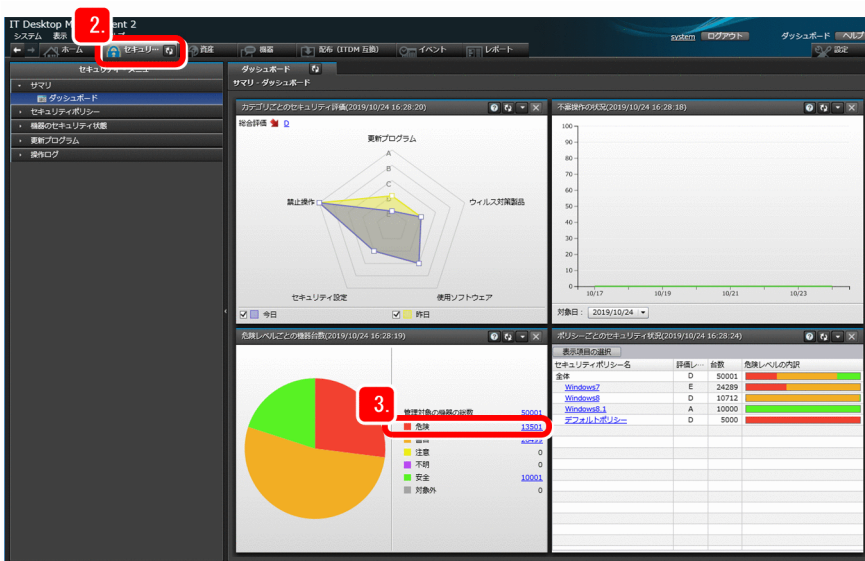 IT Desktop M ent 2
2.
システム 表示 ヘルプ
system ログアウト ダッシュボード ヘルプ
ホーム セキュリ… 資産 機器 配布 (ITDM 互換) イベント レポート 設定
セキュリティーメニュー
サマリ
ダッシュボード
セキュリティポリシー
機器のセキュリティ状態
更新プログラム
操作ログ
ダッシュボード
サマリ - ダッシュボード
カテゴリごとのセキュリティ評価(2019/10/24 16:28:20)
総合評価 D
更新プログラム
A
B
C
禁止操作
ウィルス対策製品
セキュリティ設定
使用ソフトウェア
今日 昨日
不審操作の状況(2019/10/24 16:28:18)
100
90
80
70
60
50
40
30
20
10
0
10/17 10/19 10/21 10/23
対象日 : 2019/10/24
危険レベルごとの機器台数(2019/10/24 16:28:19)
3.
管理対象の機器の総数 50001
危険 13501
警告 26499
注意 0
不明 0
安全 10001
対象外 0
ポリシーごとのセキュリティ状況(2019/10/24 16:28:24)
表示項目の選択
セキュリティポリシー名 評価レ… 台数 危険レベルの内訳
全体 D 50001
Windows7 E 24289
Windows8 D 10712
Windows8.1 A 10000
デフォルトポリシー D 5000